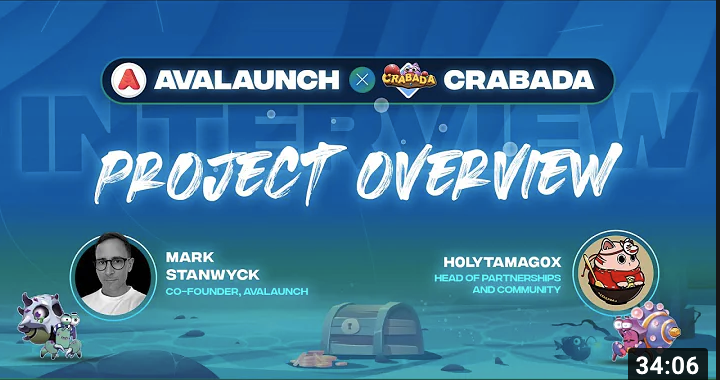 AVALAUNCH X CRABADA CRABADA
INTERVIEW
PROJECT OVERVIEW
MARK
STANWYCK
CO-FOUNDER, AVALAUNCH
HOLYTAMAGOX
HEAD OF PARTNERSHIPS
AND COMMUNITY
34:06